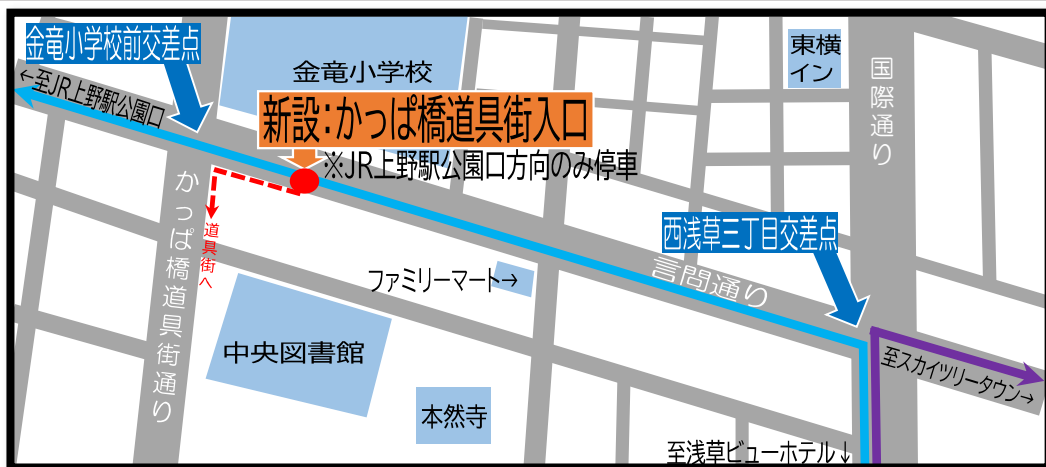 金竜小学校前交差点
←至JR上野駅公園口
金竜小学校
東横
イン
国際通り
新設:かっぱ橋道具街入口
※JR上野駅公園口方向のみ停車
かっぱ橋道具街通り
道具街へ
西浅草三丁目交差点
ファミリーマート→
言問通り
中央図書館
至スカイツリータウン→
本然寺
至浅草ビューホテル↓